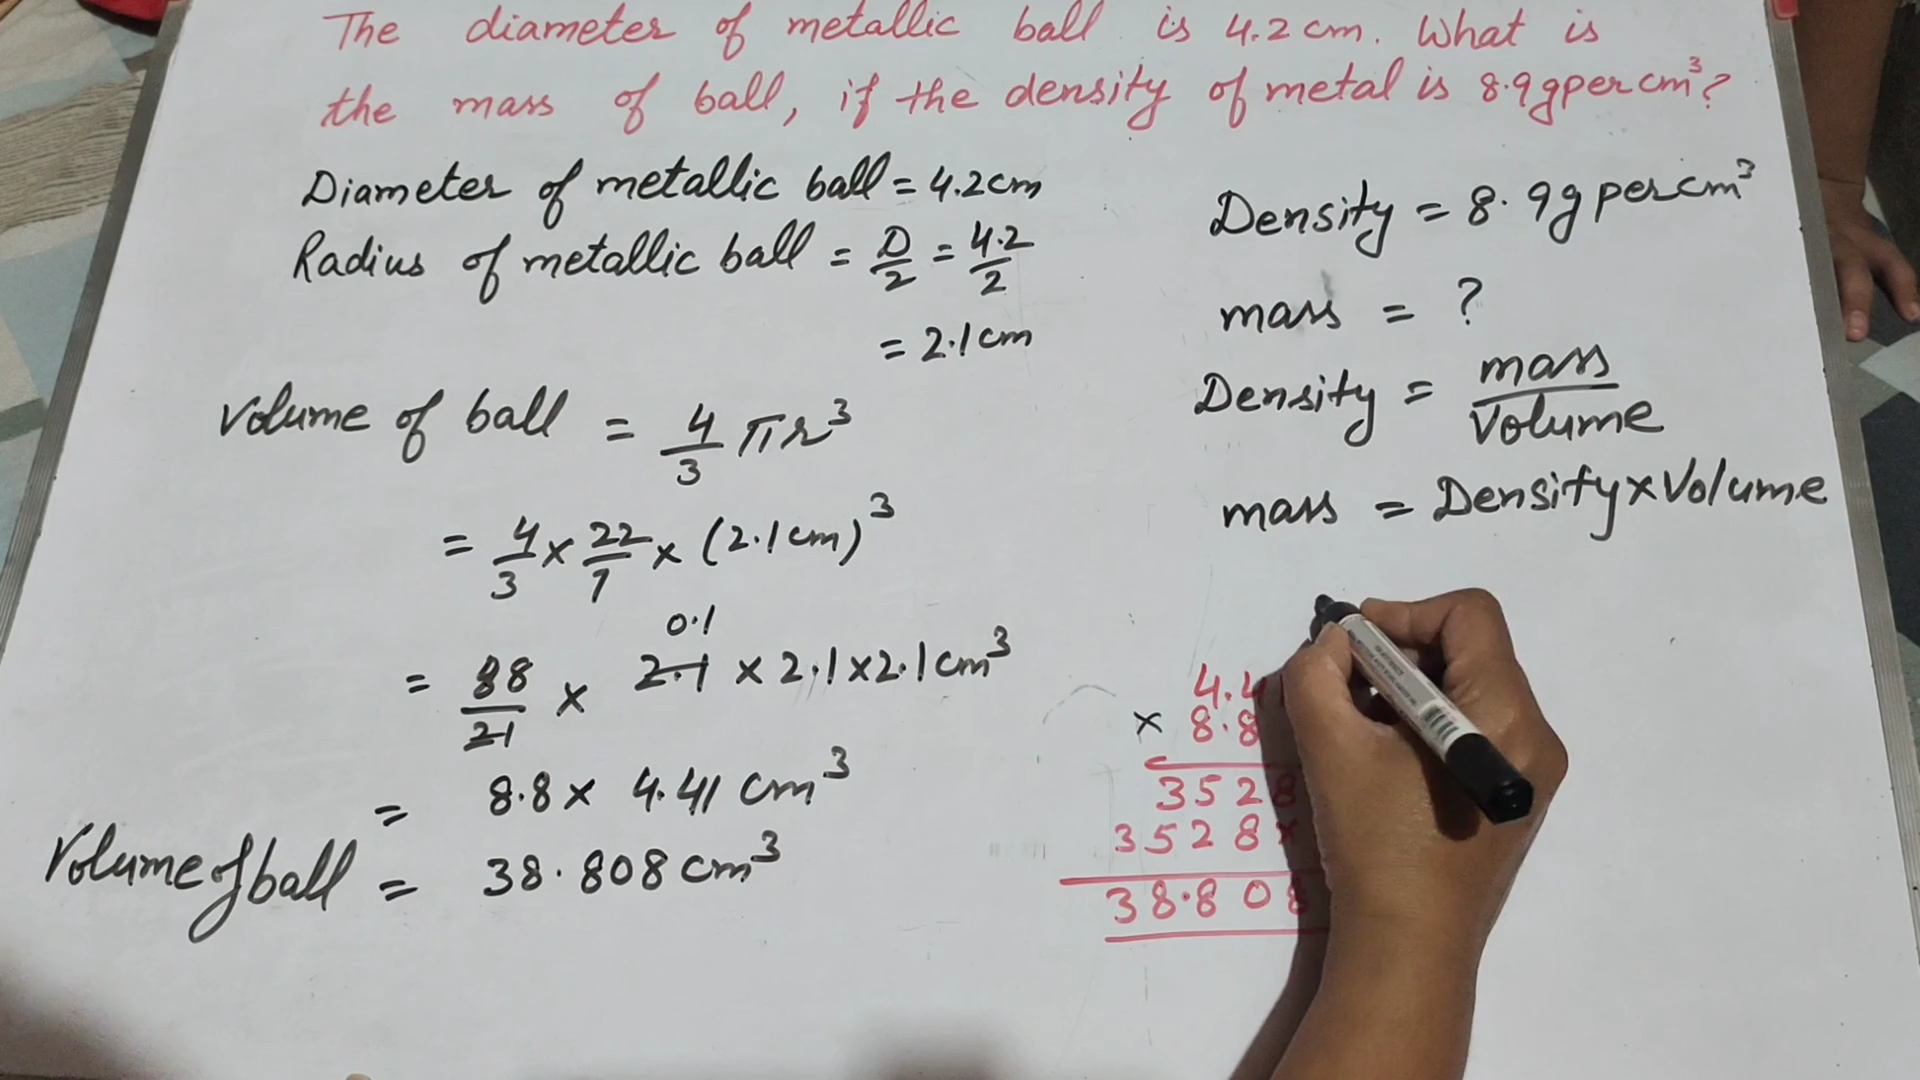 The diameter of metallic ball is 4.2 cm. What is
the mass of ball, if the density of metal is 8.9g per cm³?
Diameter of metallic ball = 4.2cm
Radius of metallic ball = D/2 = 4.2/2
= 2.1cm
Volume of ball = 4/3 πr³
= 4/3 × 22/7 × (2.1cm)³
0.1
= 88/21 × 2.1 × 2.1 × 2.1 cm³
= 8.8 × 4.41 cm³
Volume of ball = 38.808 cm³
Density = 8.9g per cm³
mass = ?
Density = mass/Volume
mass = Density × Volume
4.41
× 8.8
3528
3528×
38.808